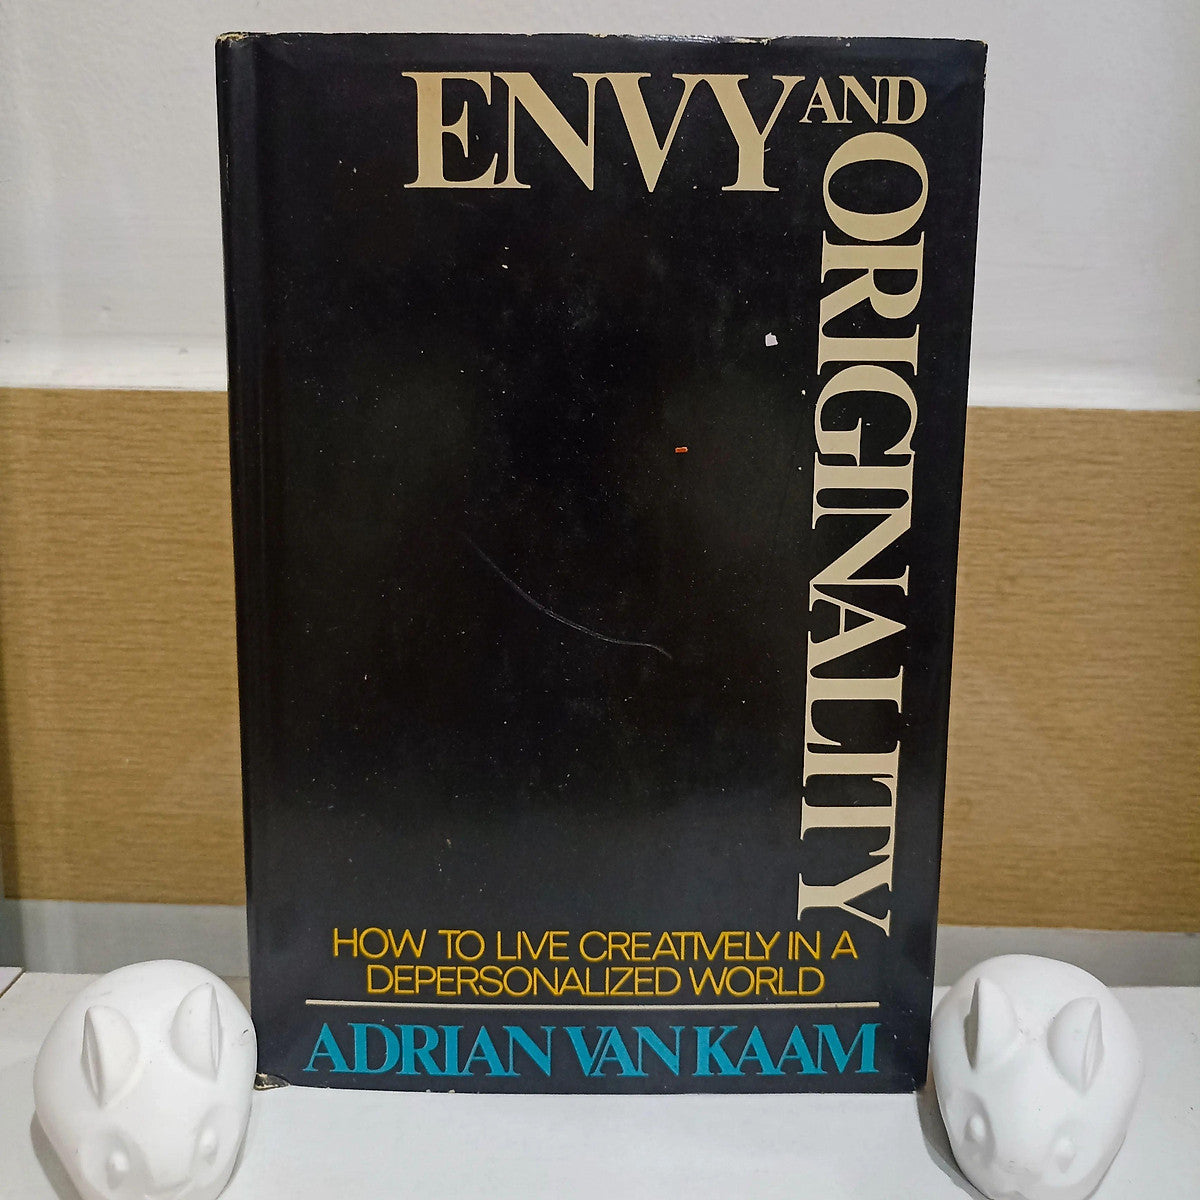 ENVY AND
ORIGINALITY
HOW TO LIVE CREATIVELY IN A
DEPERSONALIZED WORLD
ADRIAN VAN KAAM